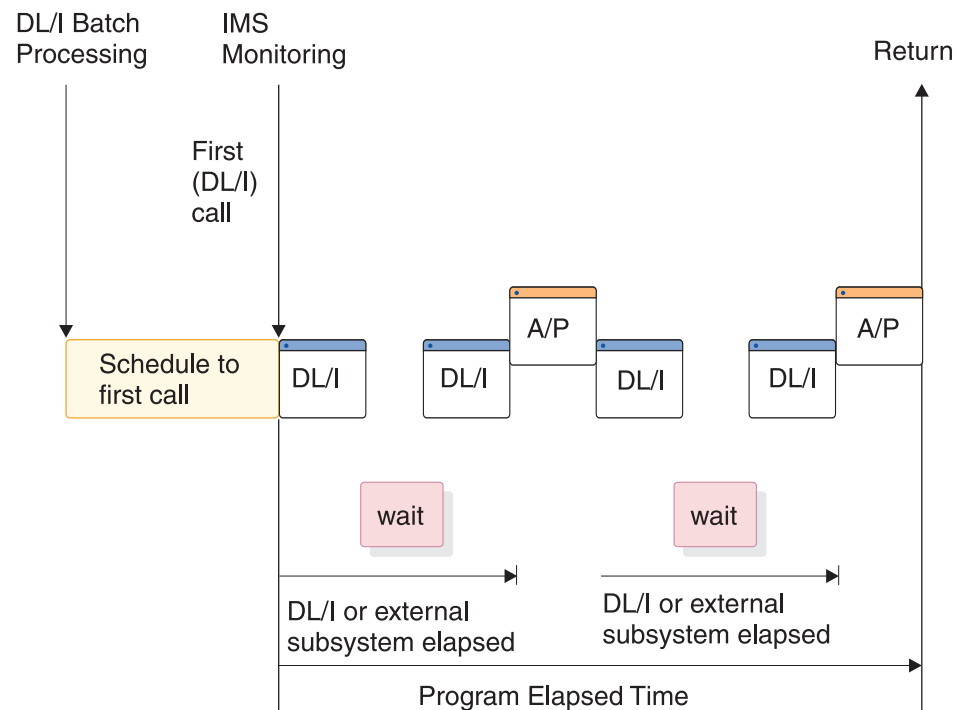 DL/I Batch
Processing
IMS
Monitoring
Return
First
(DL/I)
call
A/P
A/P
Schedule to
first call
DL/I
DL/I
DL/I
DL/I
wait
wait
DL/I or external
subsystem elapsed
DL/I or external
subsystem elapsed
Program Elapsed Time